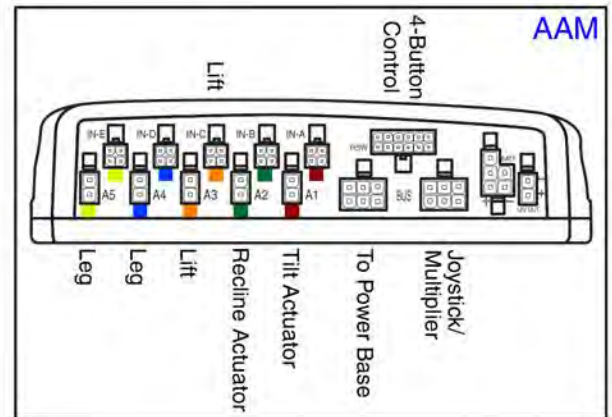 AAM
4-Button
Control
Lift
IN-E
IN-D
IN-C
IN-B
IN-A
A5
A4
A3
A2
A1
BUS
BATT
+
+
Leg
Leg
Lift
Recline Actuator
Tilt Actuator
To Power Base
Joystick/
Multiplier